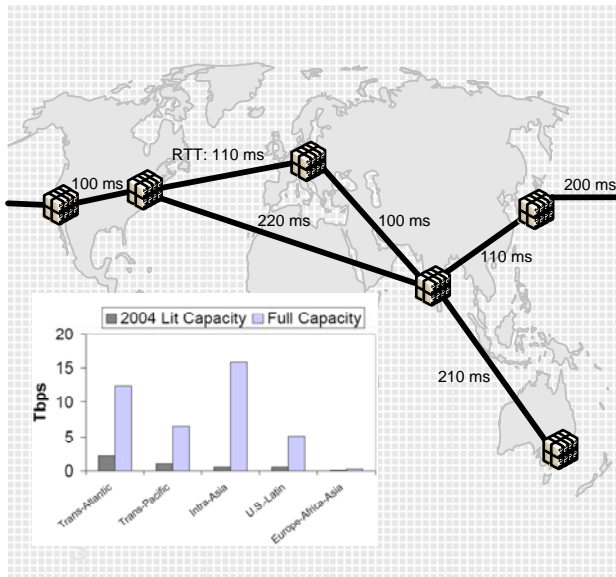 RTT: 110 ms
100 ms
200 ms
220 ms
100 ms
110 ms
210 ms
2004 Lit Capacity
Full Capacity
Tbps
20
15
10
5
0
Trans-Atlantic
Trans-Pacific
Intra-Asia
U.S.-Latin
Europe-Africa-Asia